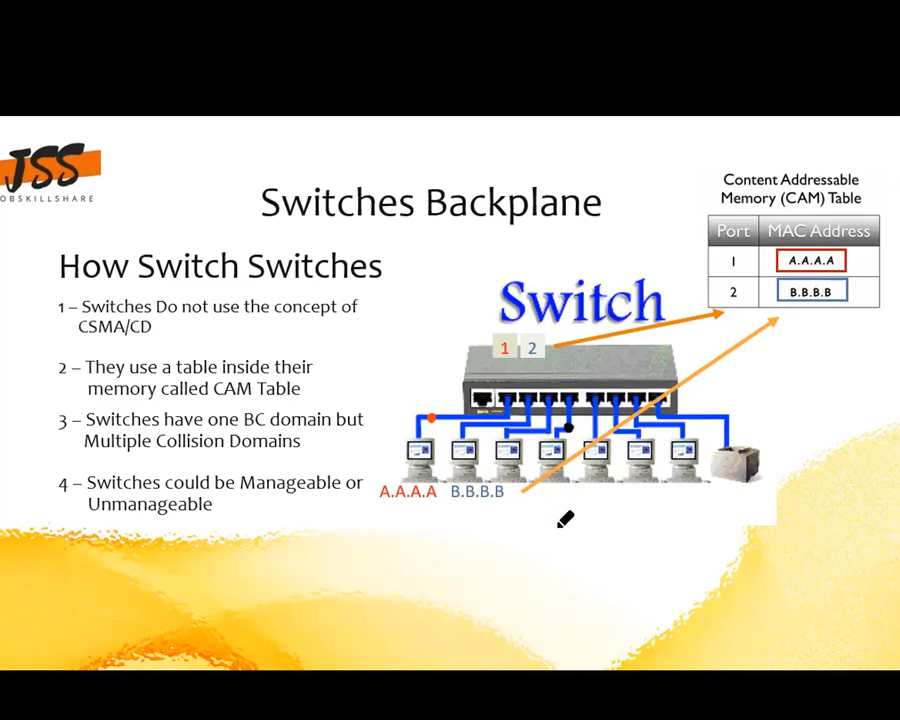 JSS
OBSKILLSHARE
Switches Backplane
Content Addressable
Memory (CAM) Table
Port MAC Address
1 A.A.A.A
2 B.B.B.B
How Switch Switches
1 – Switches Do not use the concept of
CSMA/CD
2 – They use a table inside their
memory called CAM Table
3 – Switches have one BC domain but
Multiple Collision Domains
4 – Switches could be Manageable or
Unmanageable
Switch
1 2
A.A.A.A B.B.B.B